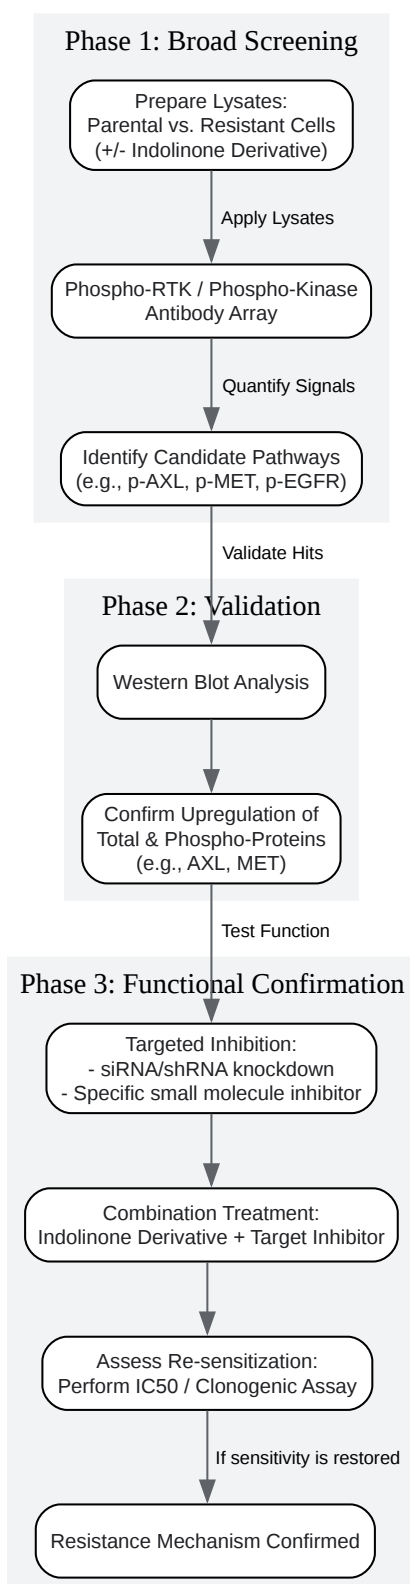 Phase 1: Broad Screening
Prepare Lysates:
Parental vs. Resistant Cells
(+/- Indolinone Derivative)
Apply Lysates
Phospho-RTK / Phospho-Kinase
Antibody Array
Quantify Signals
Identify Candidate Pathways
(e.g., p-AXL, p-MET, p-EGFR)
Validate Hits
Phase 2: Validation
Western Blot Analysis
Confirm Upregulation of
Total & Phospho-Proteins
(e.g., AXL, MET)
Test Function
Phase 3: Functional Confirmation
Targeted Inhibition:
- siRNA/shRNA knockdown
- Specific small molecule inhibitor
Combination Treatment:
Indolinone Derivative + Target Inhibitor
Assess Re-sensitization:
Perform IC50 / Clonogenic Assay
If sensitivity is restored
Resistance Mechanism Confirmed